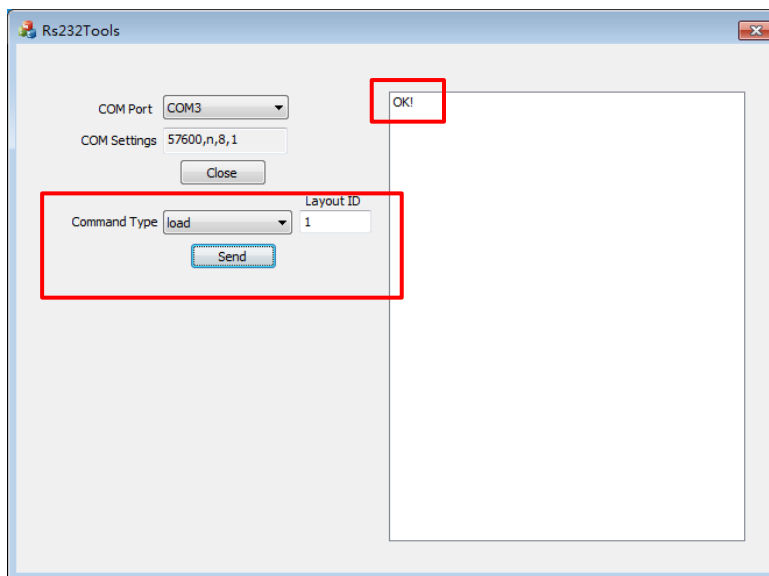 Rs232Tools
COM Port COM3
COM Settings 57600,n,8,1
Close
Layout ID
Command Type load 1
Send
OK!